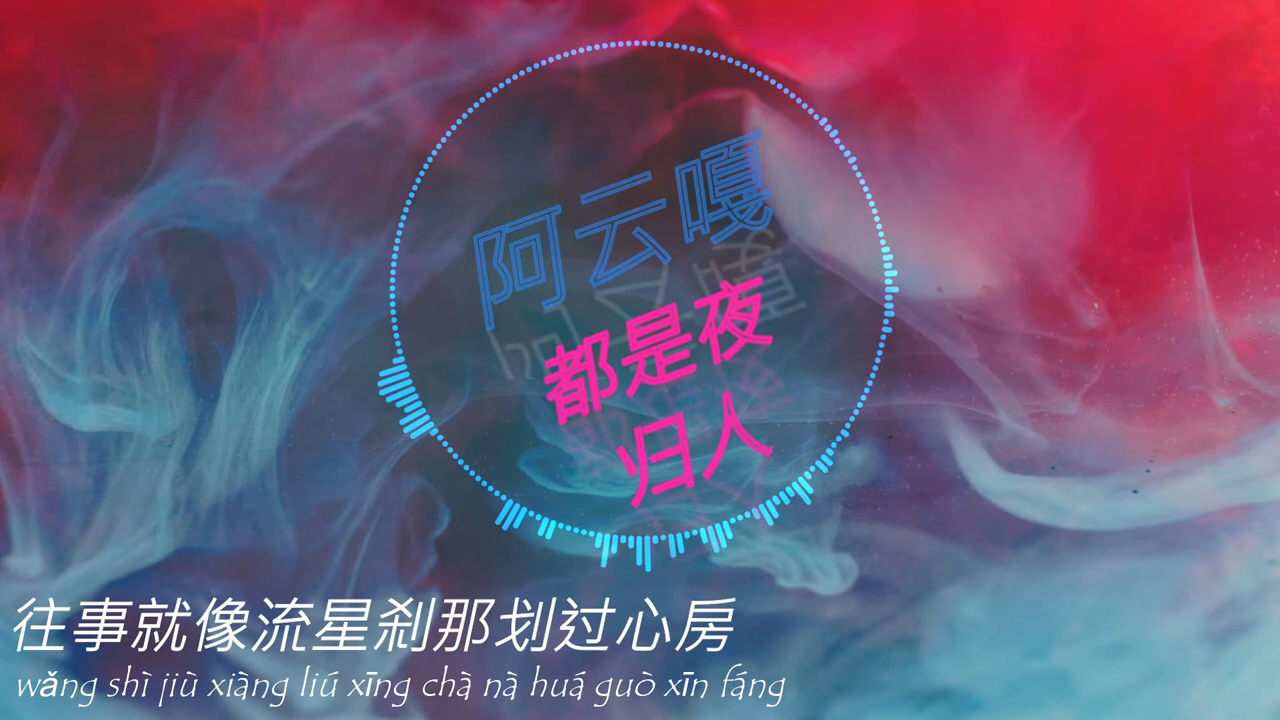 阿云嘎
都是夜
归人
往事就像流星刹那划过心房
wǎng shì jiù xiàng liú xīng chà nà huá guò xīn fáng